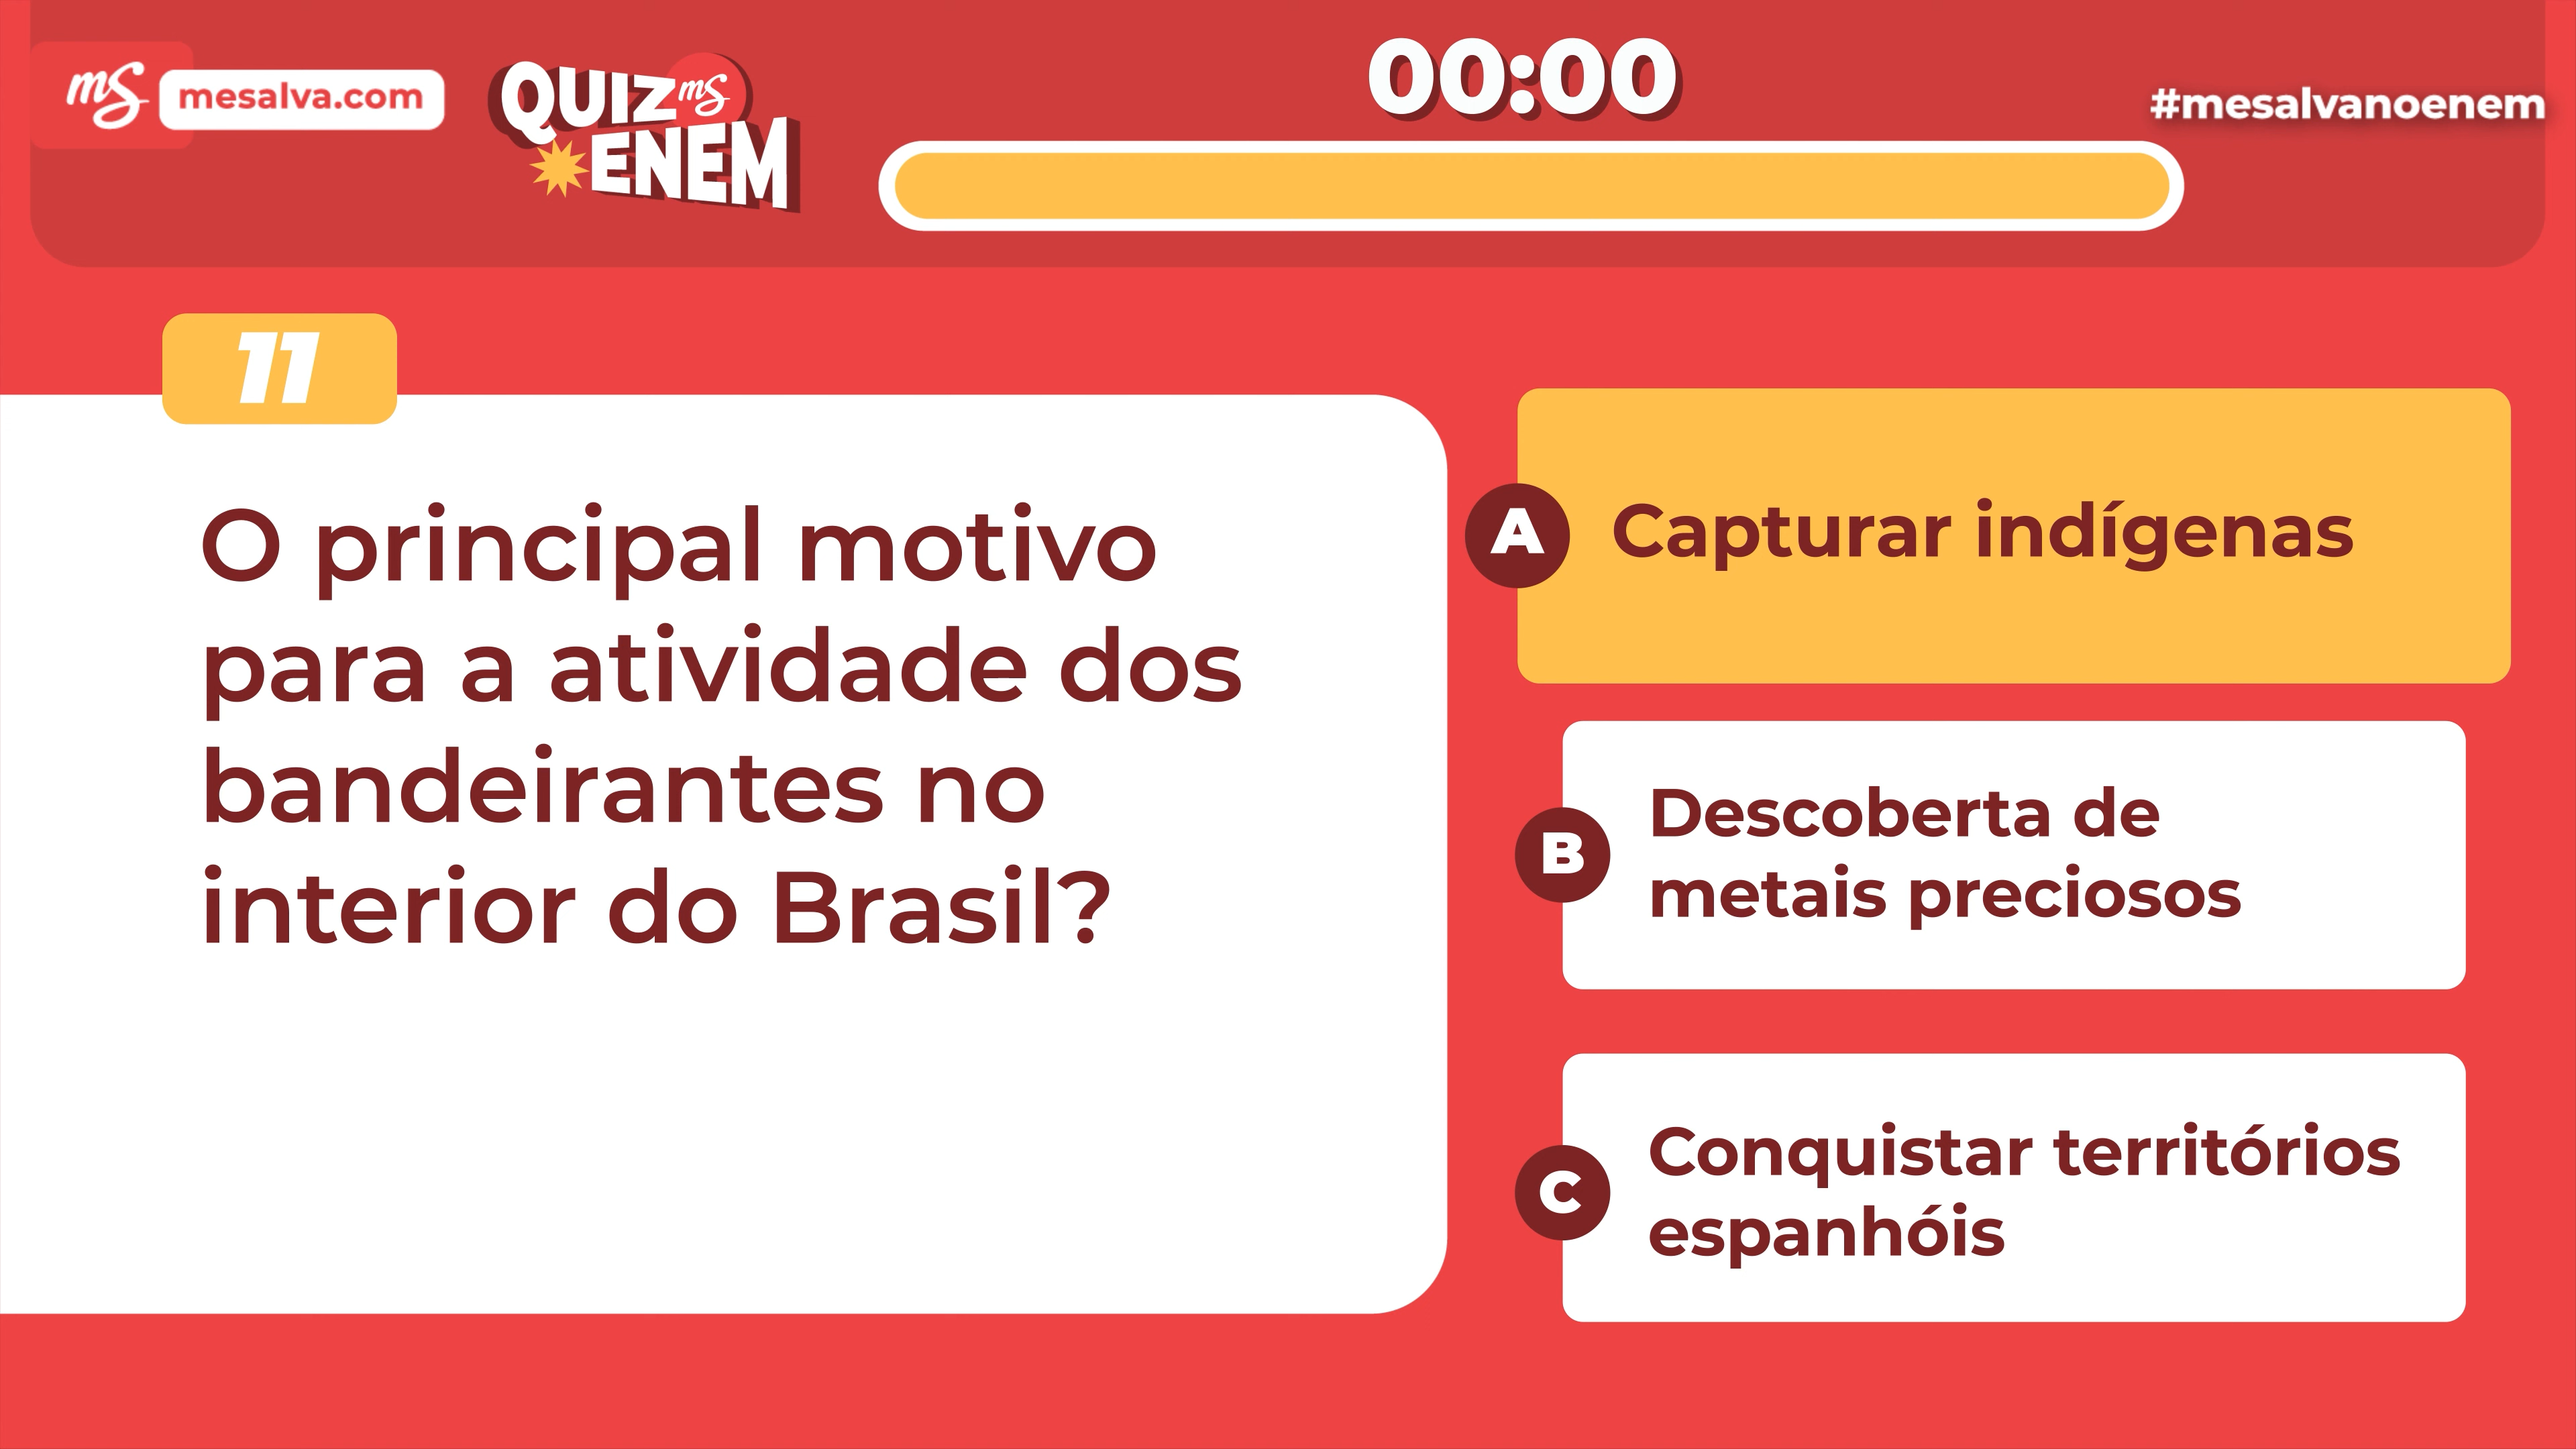 mS mesalva.com
QUIZ mS
ENEM
00:00
#mesalvanoenem
11
O principal motivo
para a atividade dos
bandeirantes no
interior do Brasil?
A Capturar indígenas
B Descoberta de
metais preciosos
C Conquistar territórios
espanhóis